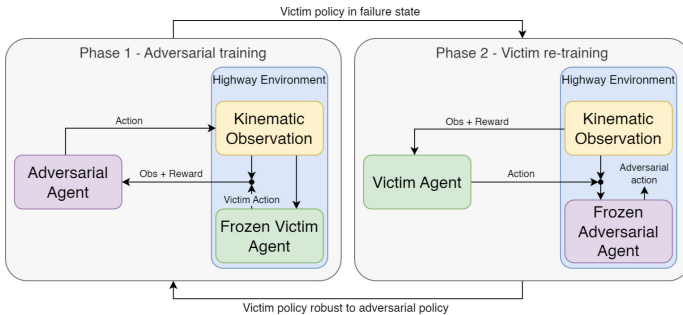 Victim policy in failure state
Phase 1 - Adversarial training
Highway Environment
Kinematic
Observation
Action
Adversarial
Agent
Obs + Reward
Victim Action
Frozen Victim
Agent
Phase 2 - Victim re-training
Highway Environment
Kinematic
Observation
Obs + Reward
Victim Agent
Action
Adversarial
action
Frozen
Adversarial
Agent
Victim policy robust to adversarial policy